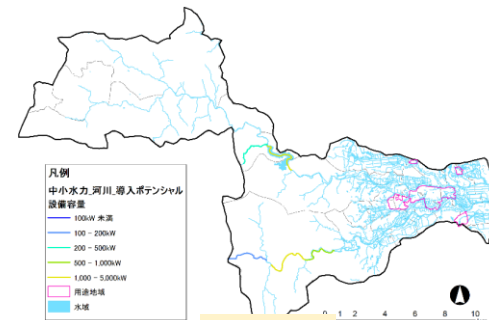 凡例
中小水力_河川_導入ポテンシャル
設備容量
100kW 未満
100 - 200kW
200 - 500kW
500 - 1,000kW
1,000 - 5,000kW
用途地域
水域
0 1 2 4 6 8 10